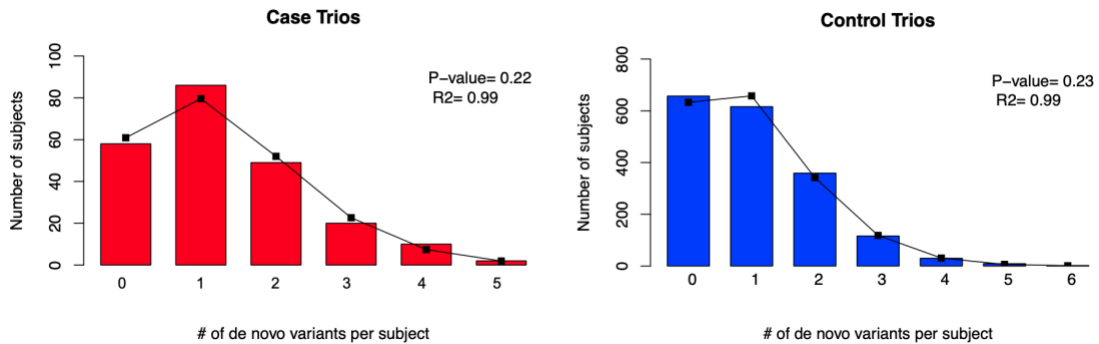 Case Trios
P-value= 0.22
R2= 0.99
Number of subjects
0
20
40
60
80
100
0 1 2 3 4 5
# of de novo variants per subject
Control Trios
P-value= 0.23
R2= 0.99
Number of subjects
0
200
400
600
800
0 1 2 3 4 5 6
# of de novo variants per subject